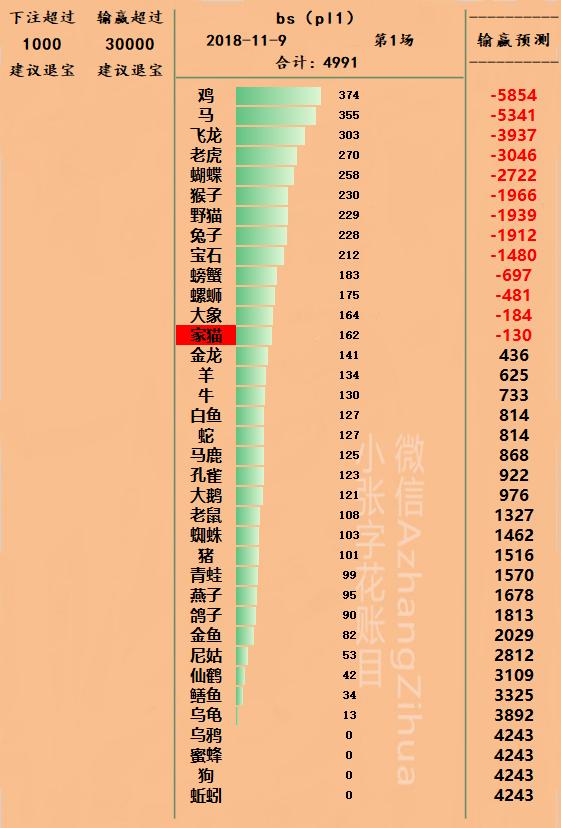 下注超过 输赢超过
1000 30000
建议退宝 建议退宝
bs（pl1）
2018-11-9 第1场
合计：4991
输赢预测
鸡 374 -5854
马 355 -5341
飞龙 303 -3937
老虎 270 -3046
蝴蝶 258 -2722
猴子 230 -1966
野猫 229 -1939
兔子 228 -1912
宝石 212 -1480
螃蟹 183 -697
螺蛳 175 -481
大象 164 -184
家猫 162 -130
金龙 141 436
羊 134 625
牛 130 733
白鱼 127 814
蛇 127 814
马鹿 125 868
孔雀 123 922
大鹅 121 976
老鼠 108 1327
蜘蛛 103 1462
猪 101 1516
青蛙 99 1570
燕子 95 1678
鸽子 90 1813
金鱼 82 2029
尼姑 53 2812
仙鹤 42 3109
鳝鱼 34 3325
乌龟 13 3892
乌鸦 0 4243
蜜蜂 0 4243
狗 0 4243
蚯蚓 0 4243
微信AzhangZihua
小张字花账目